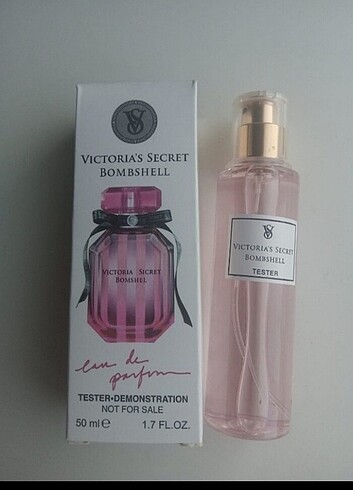 VS
VICTORIA'S SECRET
BOMBSHELL
VICTORIA SECRET
BOMSHELL
eau de
parfum
TESTER•DEMONSTRATION
NOT FOR SALE
50 ml e 1.7 FL.OZ.
VS
VICTORIA'S SECRET
BOMBSHELL
TESTER